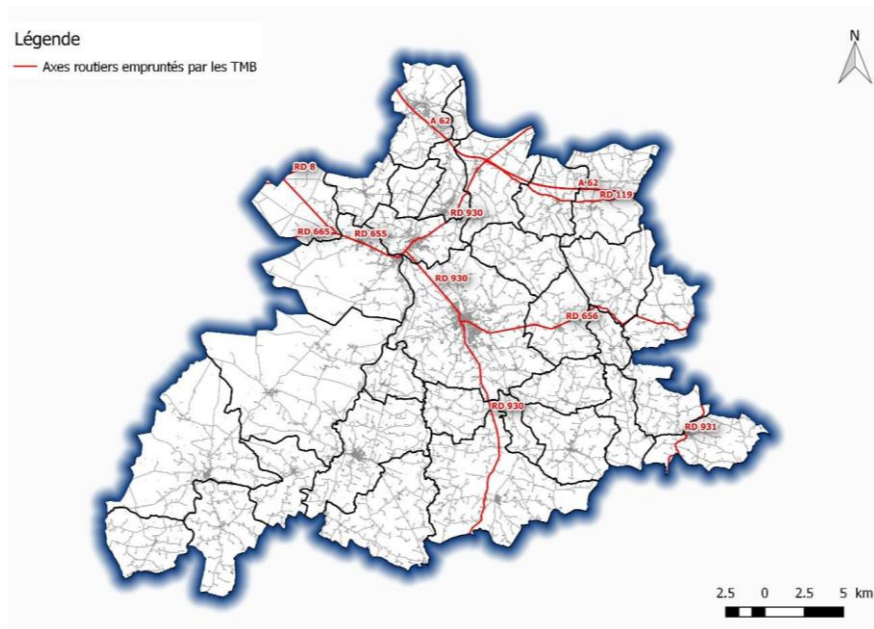 Légende
Axes routiers empruntés par les TMB
N
A 62
RD 8
A 62
RD 119
RD 930
RD 665
RD 655
RD 930
RD 656
RD 930
RD 931
2.5 0 2.5 5 km